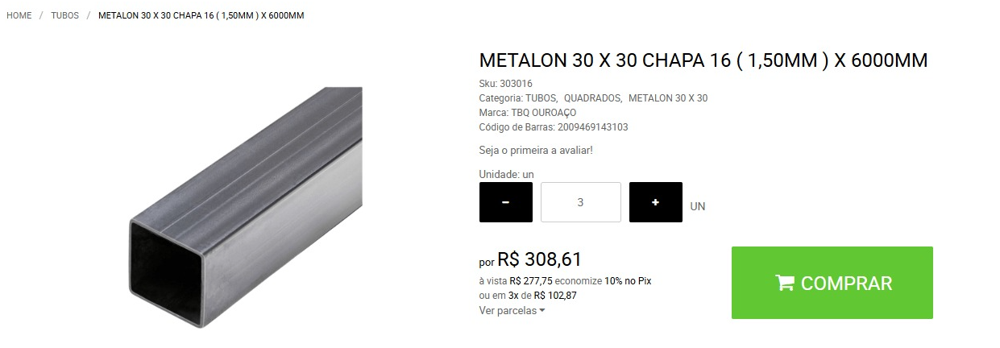 HOME / TUBOS / METALON 30 X 30 CHAPA 16 ( 1,50MM ) X 6000MM
METALON 30 X 30 CHAPA 16 ( 1,50MM ) X 6000MM
Sku: 303016
Categoria: TUBOS, QUADRADOS, METALON 30 X 30
Marca: TBQ OUROAÇO
Código de Barras: 2009469143103
Seja o primeira a avaliar!
Unidade: un
- 3 + UN
por R$ 308,61
à vista R$ 277,75 economize 10% no Pix
ou em 3x de R$ 102,87
Ver parcelas
COMPRAR